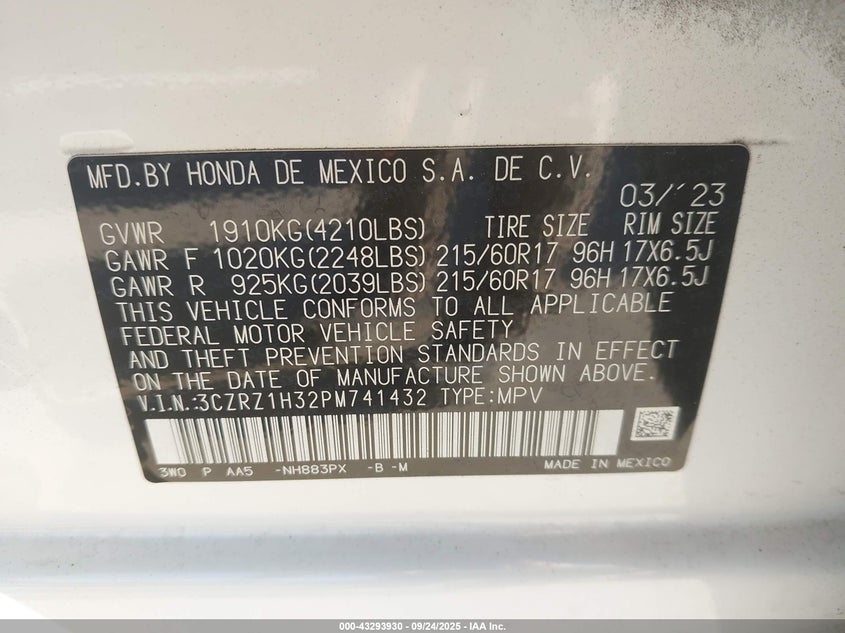 MFD.BY HONDA DE MEXICO S.A. DE C.V.
03/´23
GVWR 1910KG(4210LBS) TIRE SIZE RIM SIZE
GAWR F 1020KG(2248LBS) 215/60R17 96H 17X6.5J
GAWR R 925KG(2039LBS) 215/60R17 96H 17X6.5J
THIS VEHICLE CONFORMS TO ALL APPLICABLE
FEDERAL MOTOR VEHICLE SAFETY
AND THEFT PREVENTION STANDARDS IN EFFECT
ON THE DATE OF MANUFACTURE SHOWN ABOVE.
V.I.N.:3CZRZ1H32PM741432 TYPE:MPV
3W0 P AA5 -NH883PX -B -M
MADE IN MEXICO
000-43293930 - 09/24/2025 - IAA Inc.